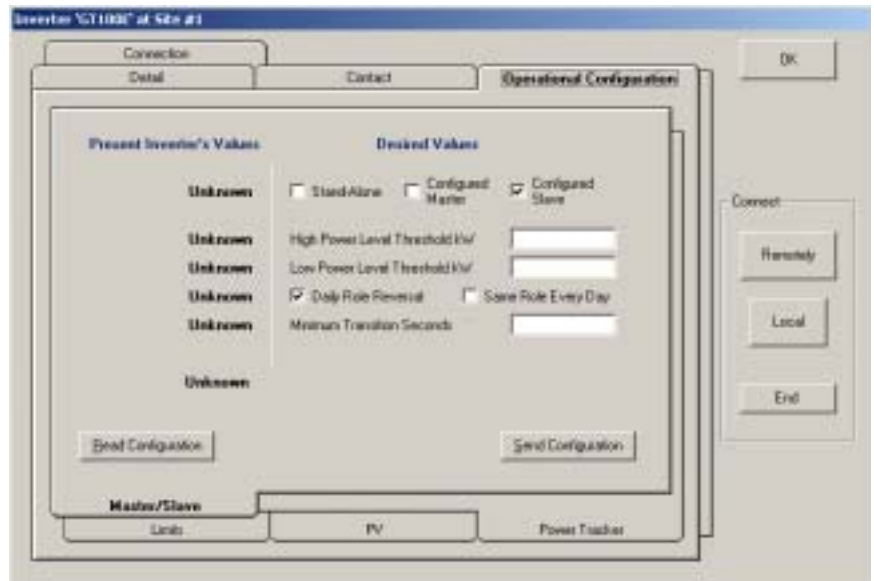 Inverter 'GT100E' at Site #1
Connection
Detail
Contact
Operational Configuration
OK
Present Inverter's Values
Desired Values
Unknown
Stand-Alone
Configured Master
Configured Slave
Unknown
High Power Level Threshold kW
Unknown
Low Power Level Threshold kW
Unknown
Daily Role Reversal
Same Role Every Day
Unknown
Minimum Transition Seconds
Unknown
Read Configuration
Send Configuration
Connect
Remotely
Local
End
Master/Slave
Limits
PV
Power Tracker